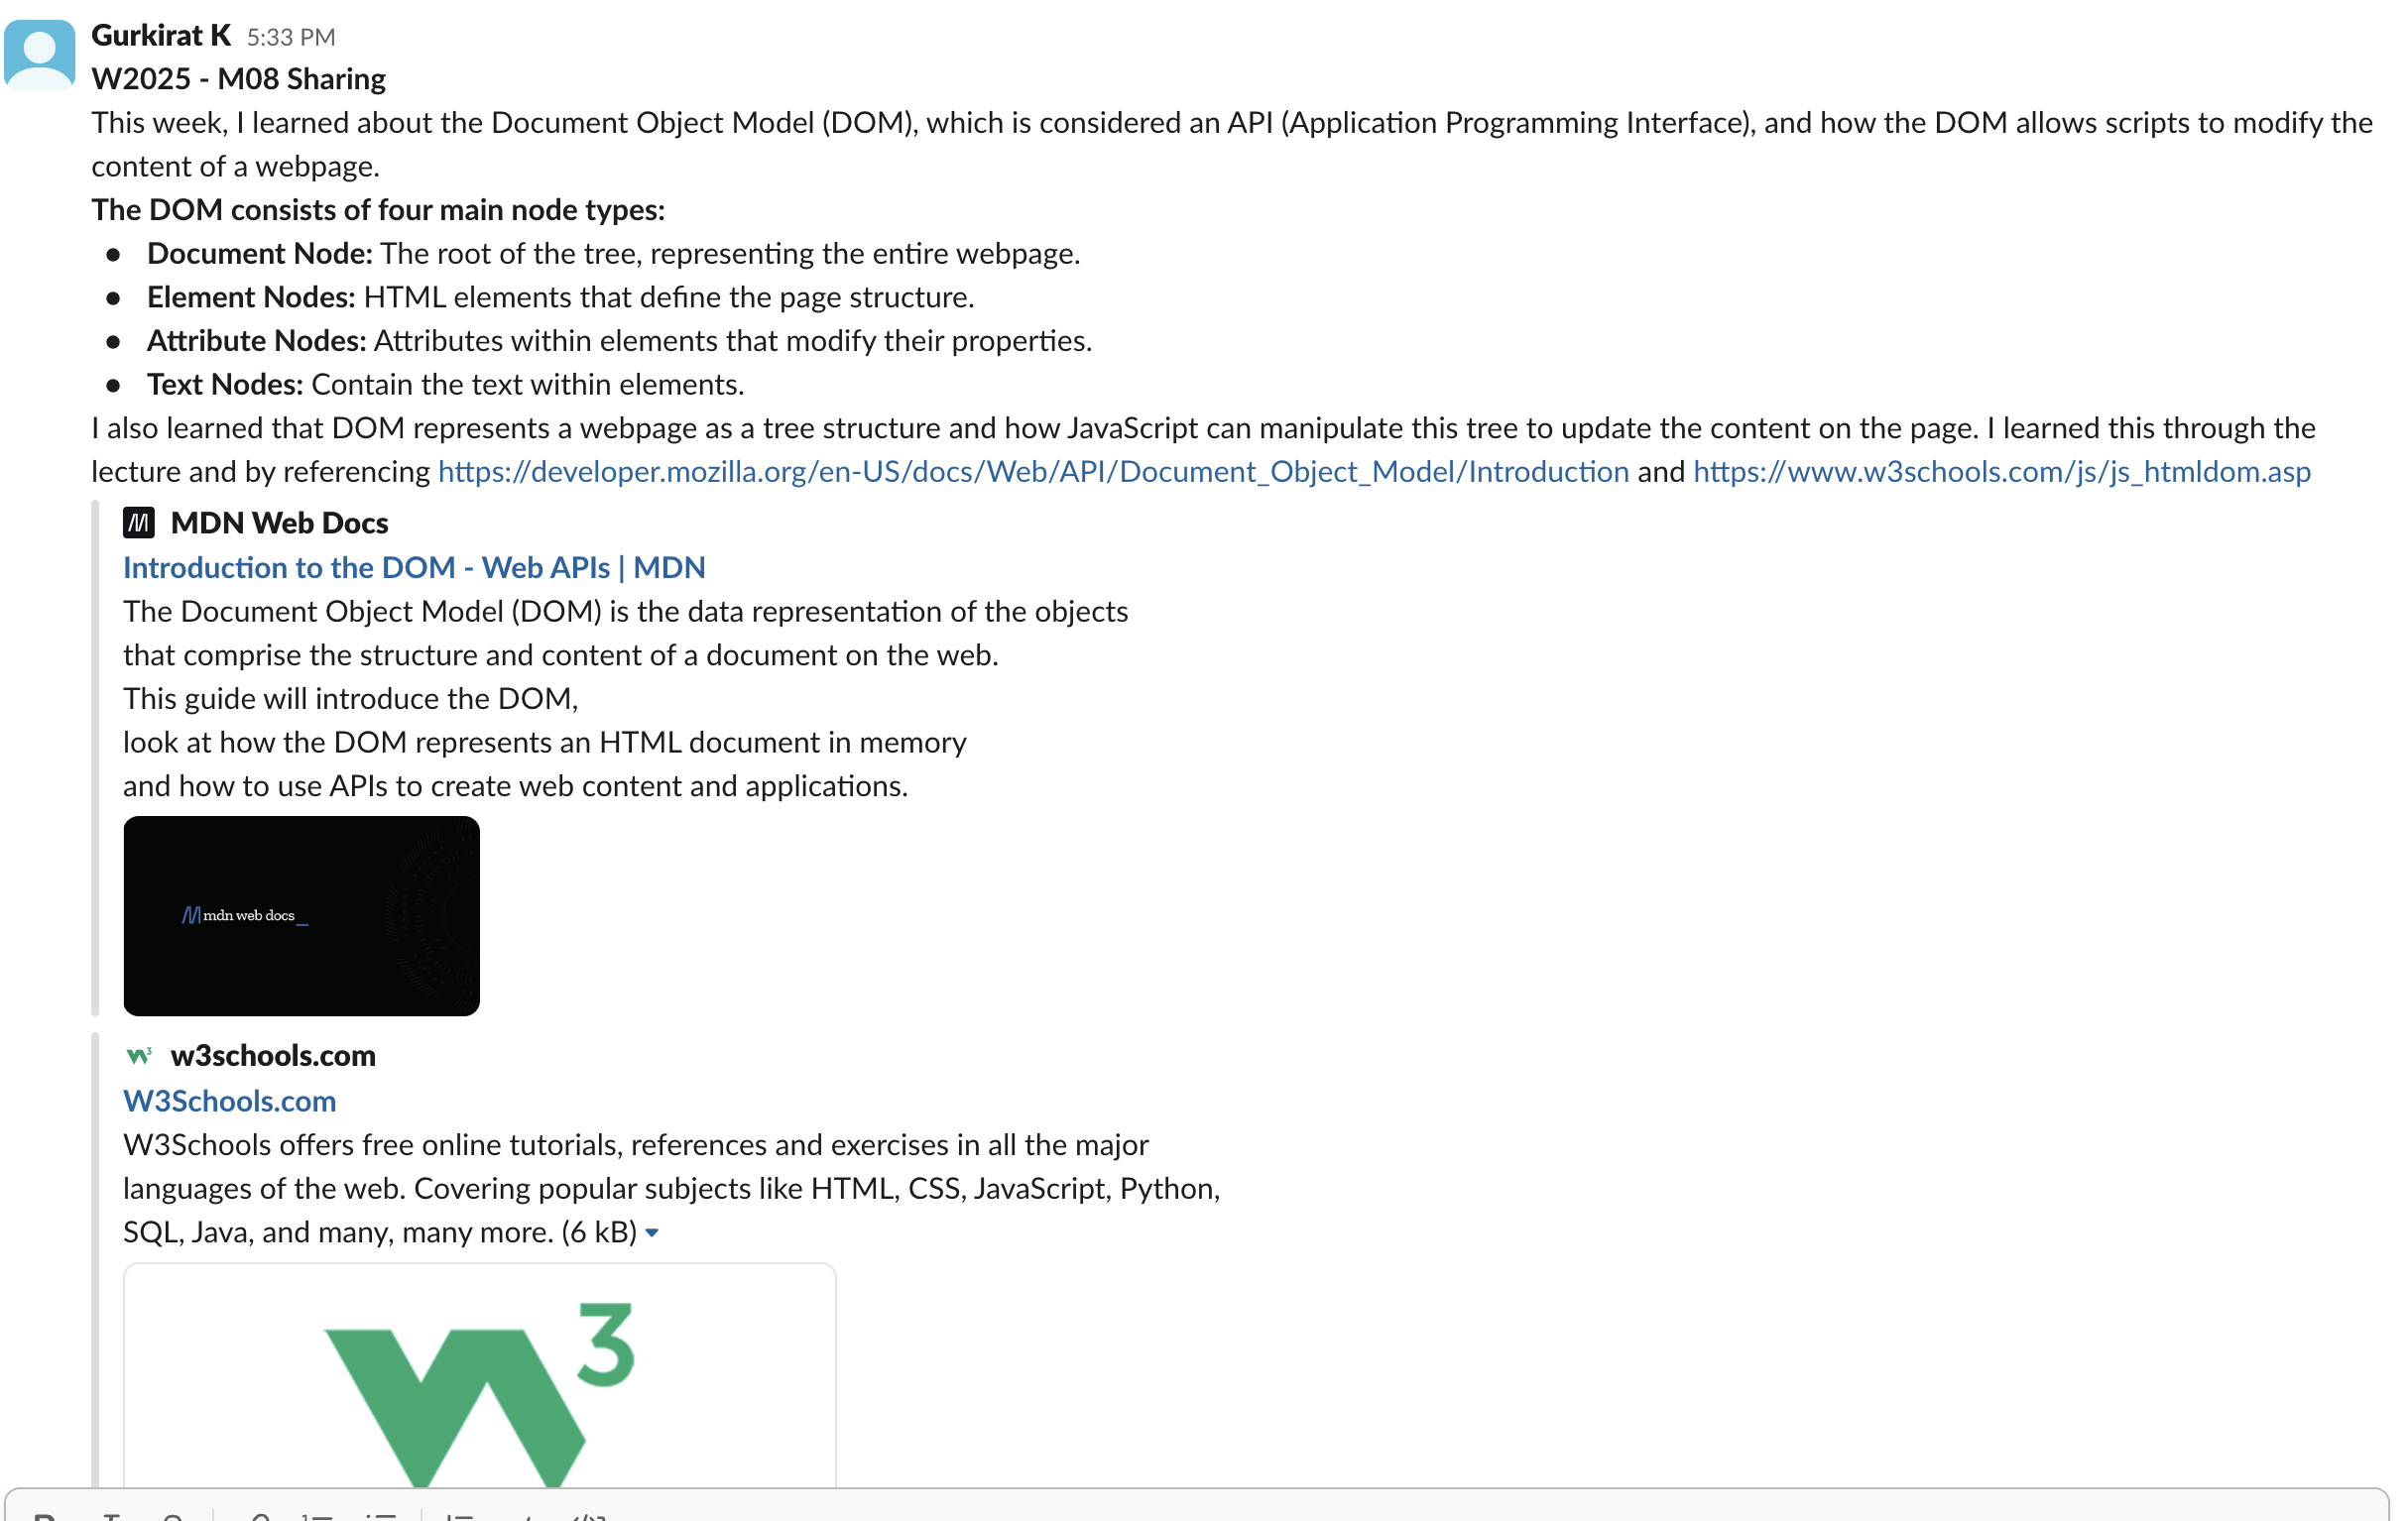 Gurkirat K 5:33 PM
W2025 - M08 Sharing
This week, I learned about the Document Object Model (DOM), which is considered an API (Application Programming Interface), and how the DOM allows scripts to modify the
content of a webpage.
The DOM consists of four main node types:
● Document Node: The root of the tree, representing the entire webpage.
● Element Nodes: HTML elements that define the page structure.
● Attribute Nodes: Attributes within elements that modify their properties.
● Text Nodes: Contain the text within elements.
I also learned that DOM represents a webpage as a tree structure and how JavaScript can manipulate this tree to update the content on the page. I learned this through the
lecture and by referencing https://developer.mozilla.org/en-US/docs/Web/API/Document_Object_Model/Introduction and https://www.w3schools.com/js/js_htmldom.asp
MDN Web Docs
Introduction to the DOM - Web APIs | MDN
The Document Object Model (DOM) is the data representation of the objects
that comprise the structure and content of a document on the web.
This guide will introduce the DOM,
look at how the DOM represents an HTML document in memory
and how to use APIs to create web content and applications.
mdn web docs_
w3schools.com
W3Schools.com
W3Schools offers free online tutorials, references and exercises in all the major
languages of the web. Covering popular subjects like HTML, CSS, JavaScript, Python,
SQL, Java, and many, many more. (6 kB)
W3